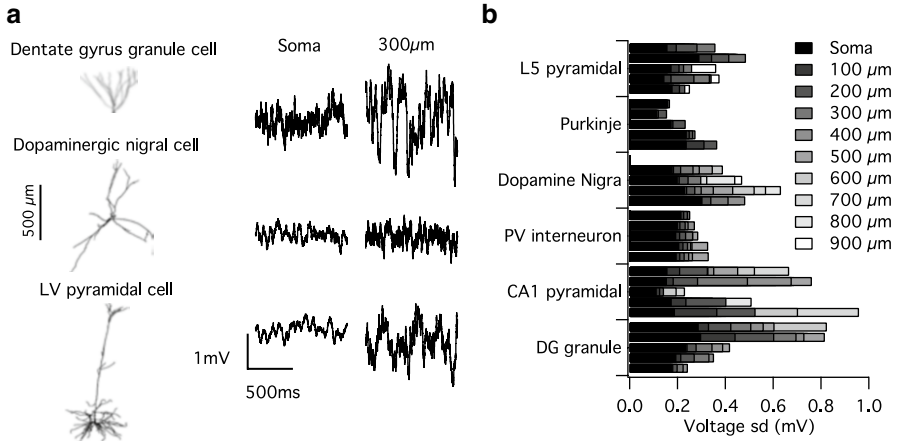 a
Dentate gyrus granule cell
Soma
300µm
Dopaminergic nigral cell
500 µm
LV pyramidal cell
1mV
500ms
b
L5 pyramidal
Purkinje
Dopamine Nigra
PV interneuron
CA1 pyramidal
DG granule
0.0 0.2 0.4 0.6 0.8 1.0
Voltage sd (mV)
Soma
100 µm
200 µm
300 µm
400 µm
500 µm
600 µm
700 µm
800 µm
900 µm